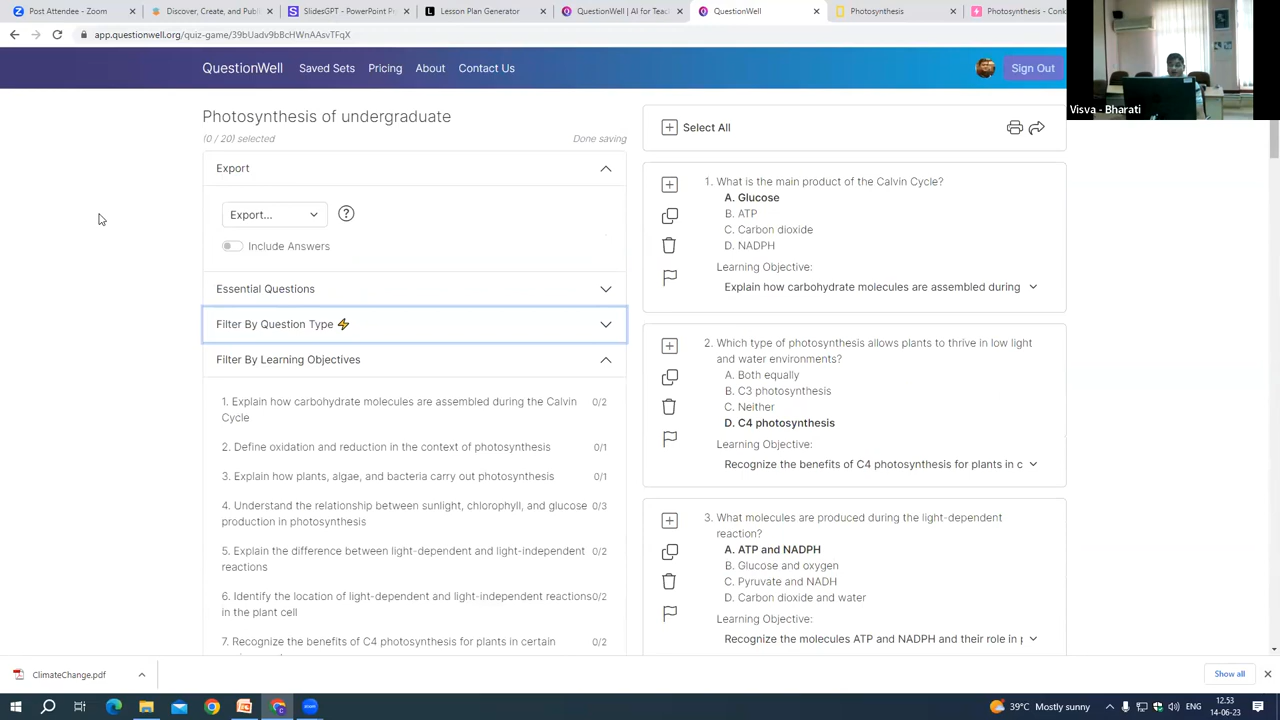 Post Attendee - Zoom
Discover, Create, and Publi
SlidesGPT - PowerPoint P
Lesson Plan Generator
QuestionWell | AI for Teach
QuestionWell
Photosynthesis
Photosynthesis - Con
app.questionwell.org/quiz-game/39bUadv9bBcHWnAAsvTFqX
QuestionWell
Saved Sets
Pricing
About
Contact Us
Sign Out
Visva - Bharati
Photosynthesis of undergraduate
(0 / 20) selected
Done saving
Export
Export...
Include Answers
Essential Questions
Filter By Question Type
Filter By Learning Objectives
1. Explain how carbohydrate molecules are assembled during the Calvin 0/2
Cycle
2. Define oxidation and reduction in the context of photosynthesis 0/1
3. Explain how plants, algae, and bacteria carry out photosynthesis 0/1
4. Understand the relationship between sunlight, chlorophyll, and glucose 0/3
production in photosynthesis
5. Explain the difference between light-dependent and light-independent 0/2
reactions
6. Identify the location of light-dependent and light-independent reactions 0/2
in the plant cell
7. Recognize the benefits of C4 photosynthesis for plants in certain 0/2
Select All
1. What is the main product of the Calvin Cycle?
A. Glucose
B. ATP
C. Carbon dioxide
D. NADPH
Learning Objective:
Explain how carbohydrate molecules are assembled during
2. Which type of photosynthesis allows plants to thrive in low light
and water environments?
A. Both equally
B. C3 photosynthesis
C. Neither
D. C4 photosynthesis
Learning Objective:
Recognize the benefits of C4 photosynthesis for plants in c
3. What molecules are produced during the light-dependent
reaction?
A. ATP and NADPH
B. Glucose and oxygen
C. Pyruvate and NADH
D. Carbon dioxide and water
Learning Objective:
Recognize the molecules ATP and NADPH and their role in p
ClimateChange.pdf
Show all
39°C Mostly sunny
12.53
14-06-23